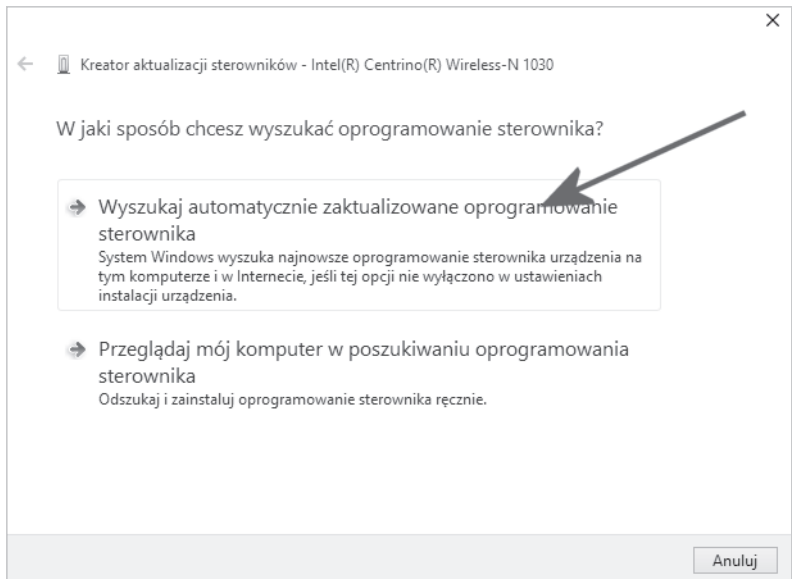 Kreator aktualizacji sterowników - Intel(R) Centrino(R) Wireless-N 1030
W jaki sposób chcesz wyszukać oprogramowanie sterownika?
Wyszukaj automatycznie zaktualizowane oprogramowanie
sterownika
System Windows wyszuka najnowsze oprogramowanie sterownika urządzenia na
tym komputerze i w Internecie, jeśli tej opcji nie wyłączono w ustawieniach
instalacji urządzenia.
Przeglądaj mój komputer w poszukiwaniu oprogramowania
sterownika
Odszukaj i zainstaluj oprogramowanie sterownika ręcznie.
Anuluj